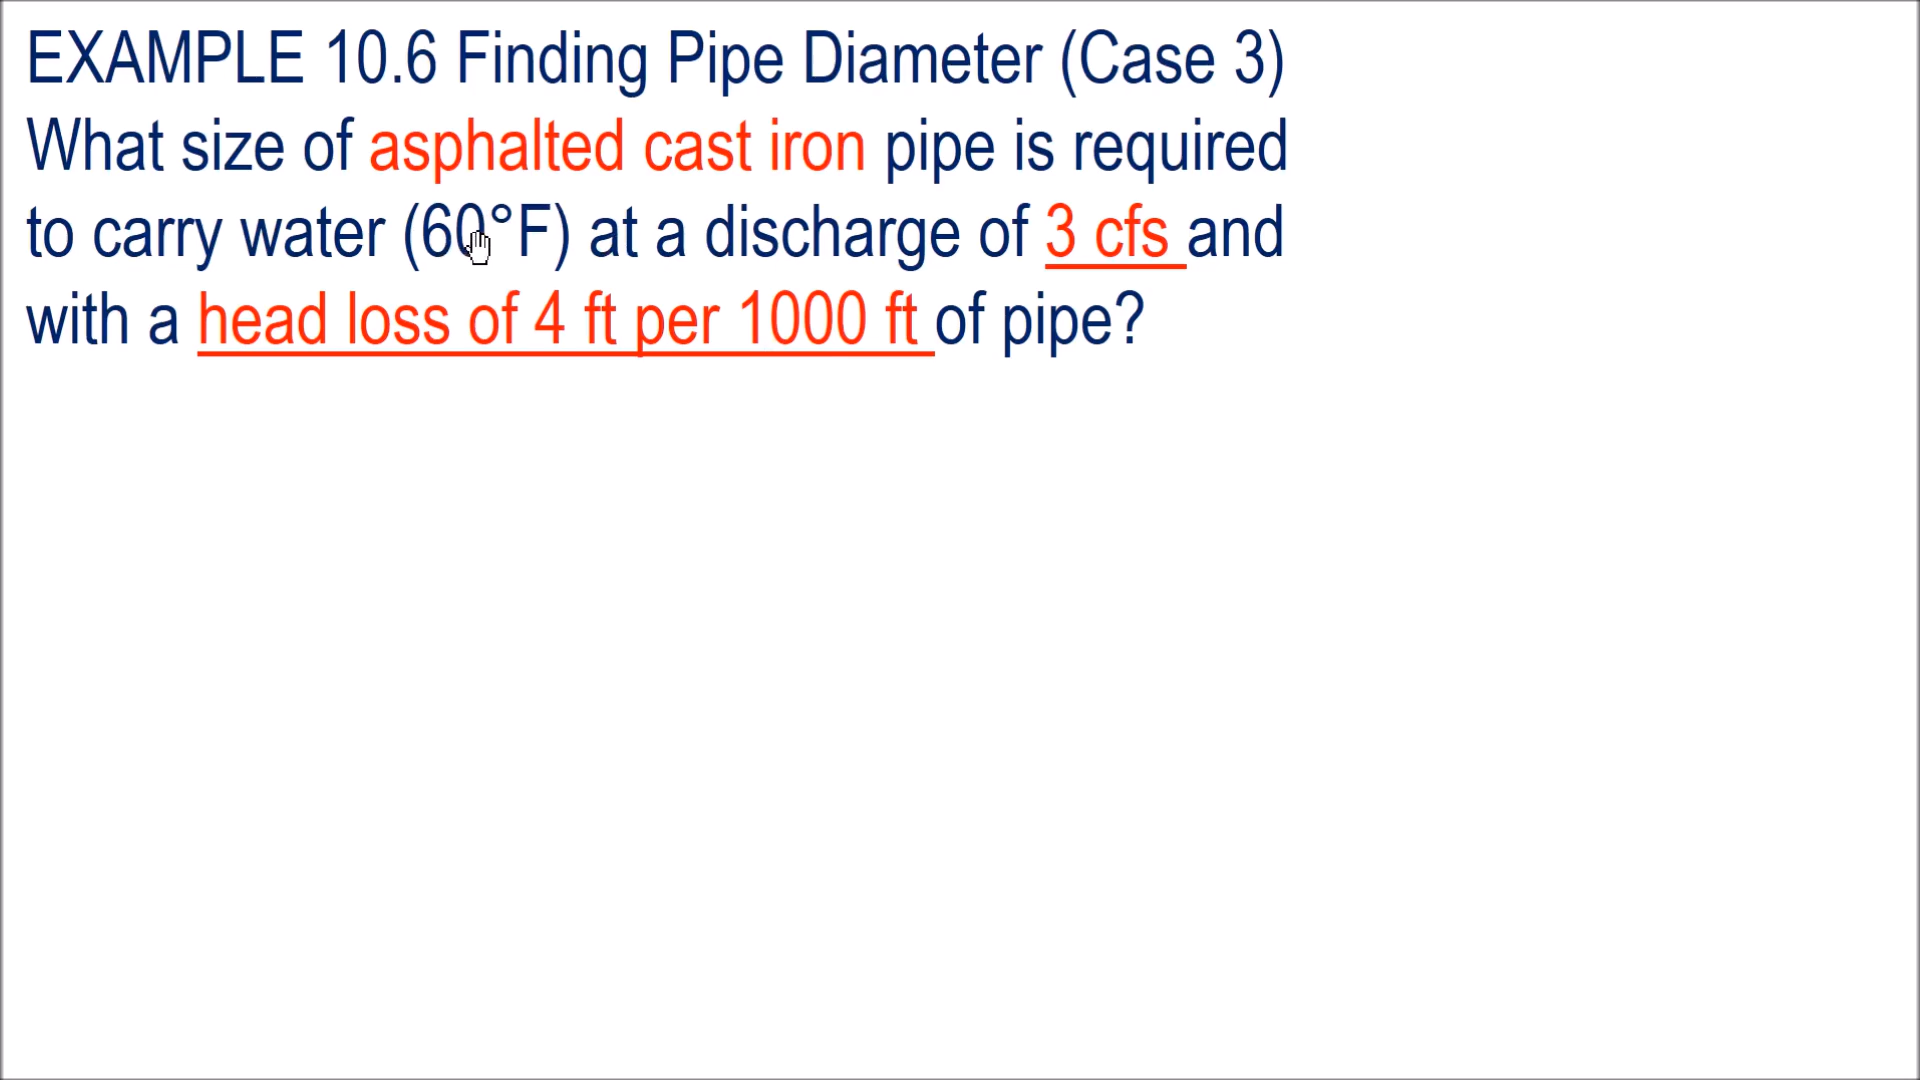 EXAMPLE 10.6 Finding Pipe Diameter (Case 3)
What size of asphalted cast iron pipe is required
to carry water (60°F) at a discharge of 3 cfs and
with a head loss of 4 ft per 1000 ft of pipe?